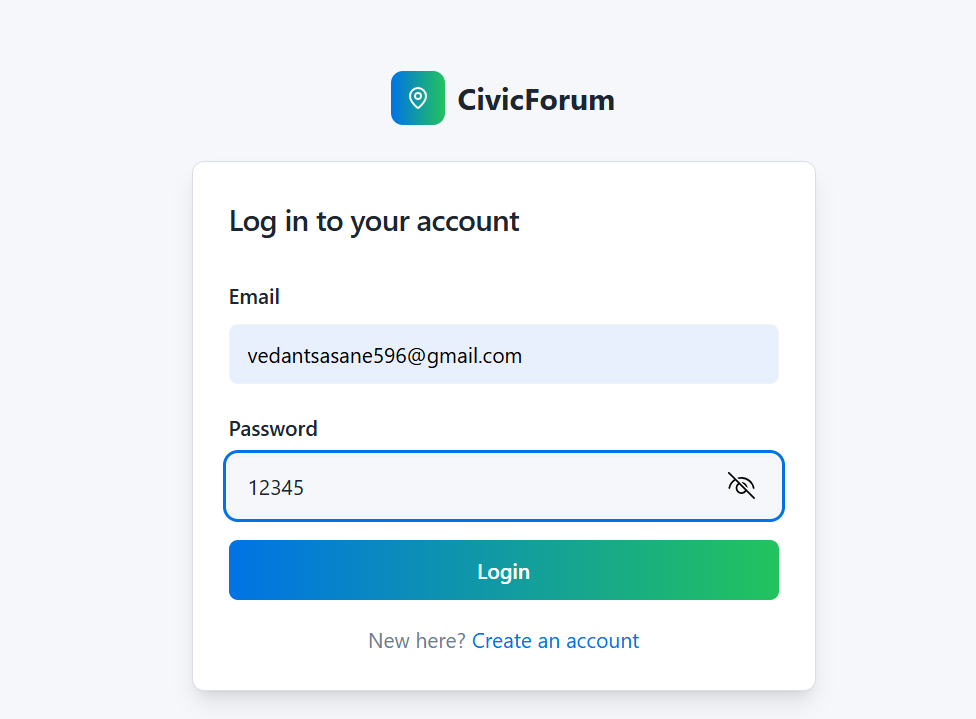 CivicForum
Log in to your account
Email
vedantsasane596@gmail.com
Password
12345
Login
New here? Create an account